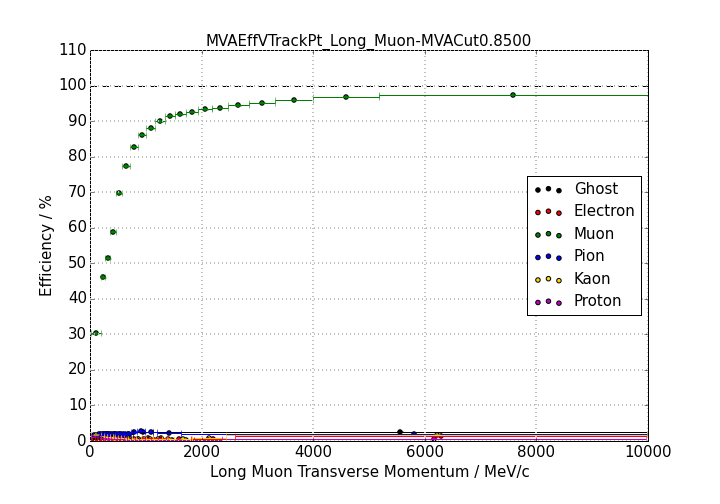 MVAEffVTrackPt_Long_Muon-MVACut0.8500
110
100
90
80
70
60
50
40
30
20
10
0
Efficiency / %
Ghost
Electron
Muon
Pion
Kaon
Proton
0 2000 4000 6000 8000 10000
Long Muon Transverse Momentum / MeV/c